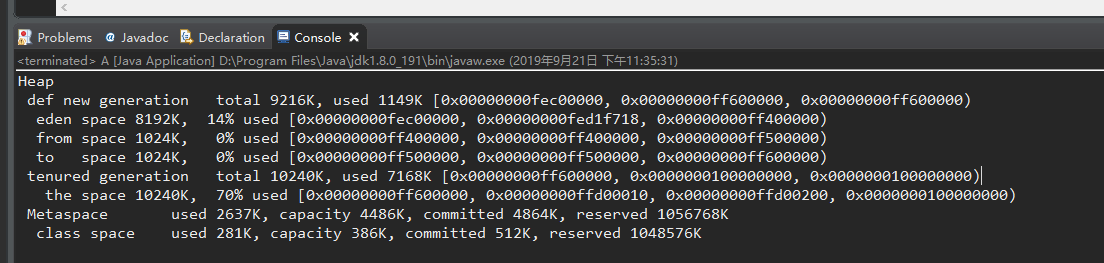 Problems @ Javadoc Declaration Console
<terminated> A [Java Application] D:\Program Files\Java\jdk1.8.0_191\bin\javaw.exe (2019年9月21日 下午11:35:31)
Heap
def new generation   total 9216K, used 1149K [0x00000000fec00000, 0x00000000ff600000, 0x00000000ff600000)
eden space 8192K,  14% used [0x00000000fec00000, 0x00000000fed1f718, 0x00000000ff400000)
from space 1024K,   0% used [0x00000000ff400000, 0x00000000ff400000, 0x00000000ff500000)
to   space 1024K,   0% used [0x00000000ff500000, 0x00000000ff500000, 0x00000000ff600000)
tenured generation   total 10240K, used 7168K [0x00000000ff600000, 0x0000000100000000, 0x0000000100000000)
the space 10240K,  70% used [0x00000000ff600000, 0x00000000ffd00010, 0x00000000ffd00200, 0x0000000100000000)
Metaspace       used 2637K, capacity 4486K, committed 4864K, reserved 1056768K
class space    used 281K, capacity 386K, committed 512K, reserved 1048576K